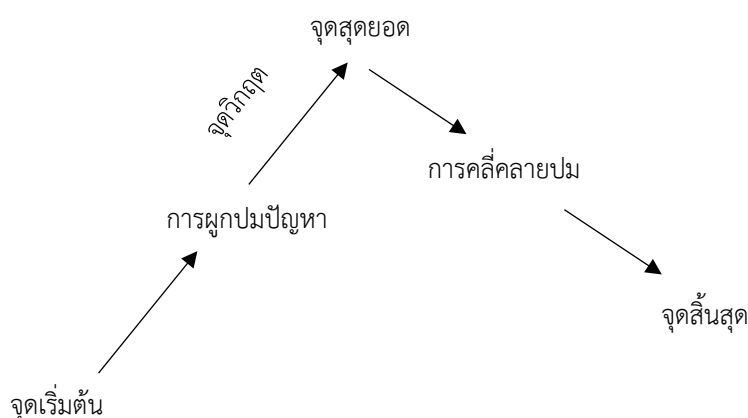 จุดสุดยอด
จุดวิกฤต
การคลี่คลายปม
การผูกปมปัญหา
จุดสิ้นสุด
จุดเริ่มต้น